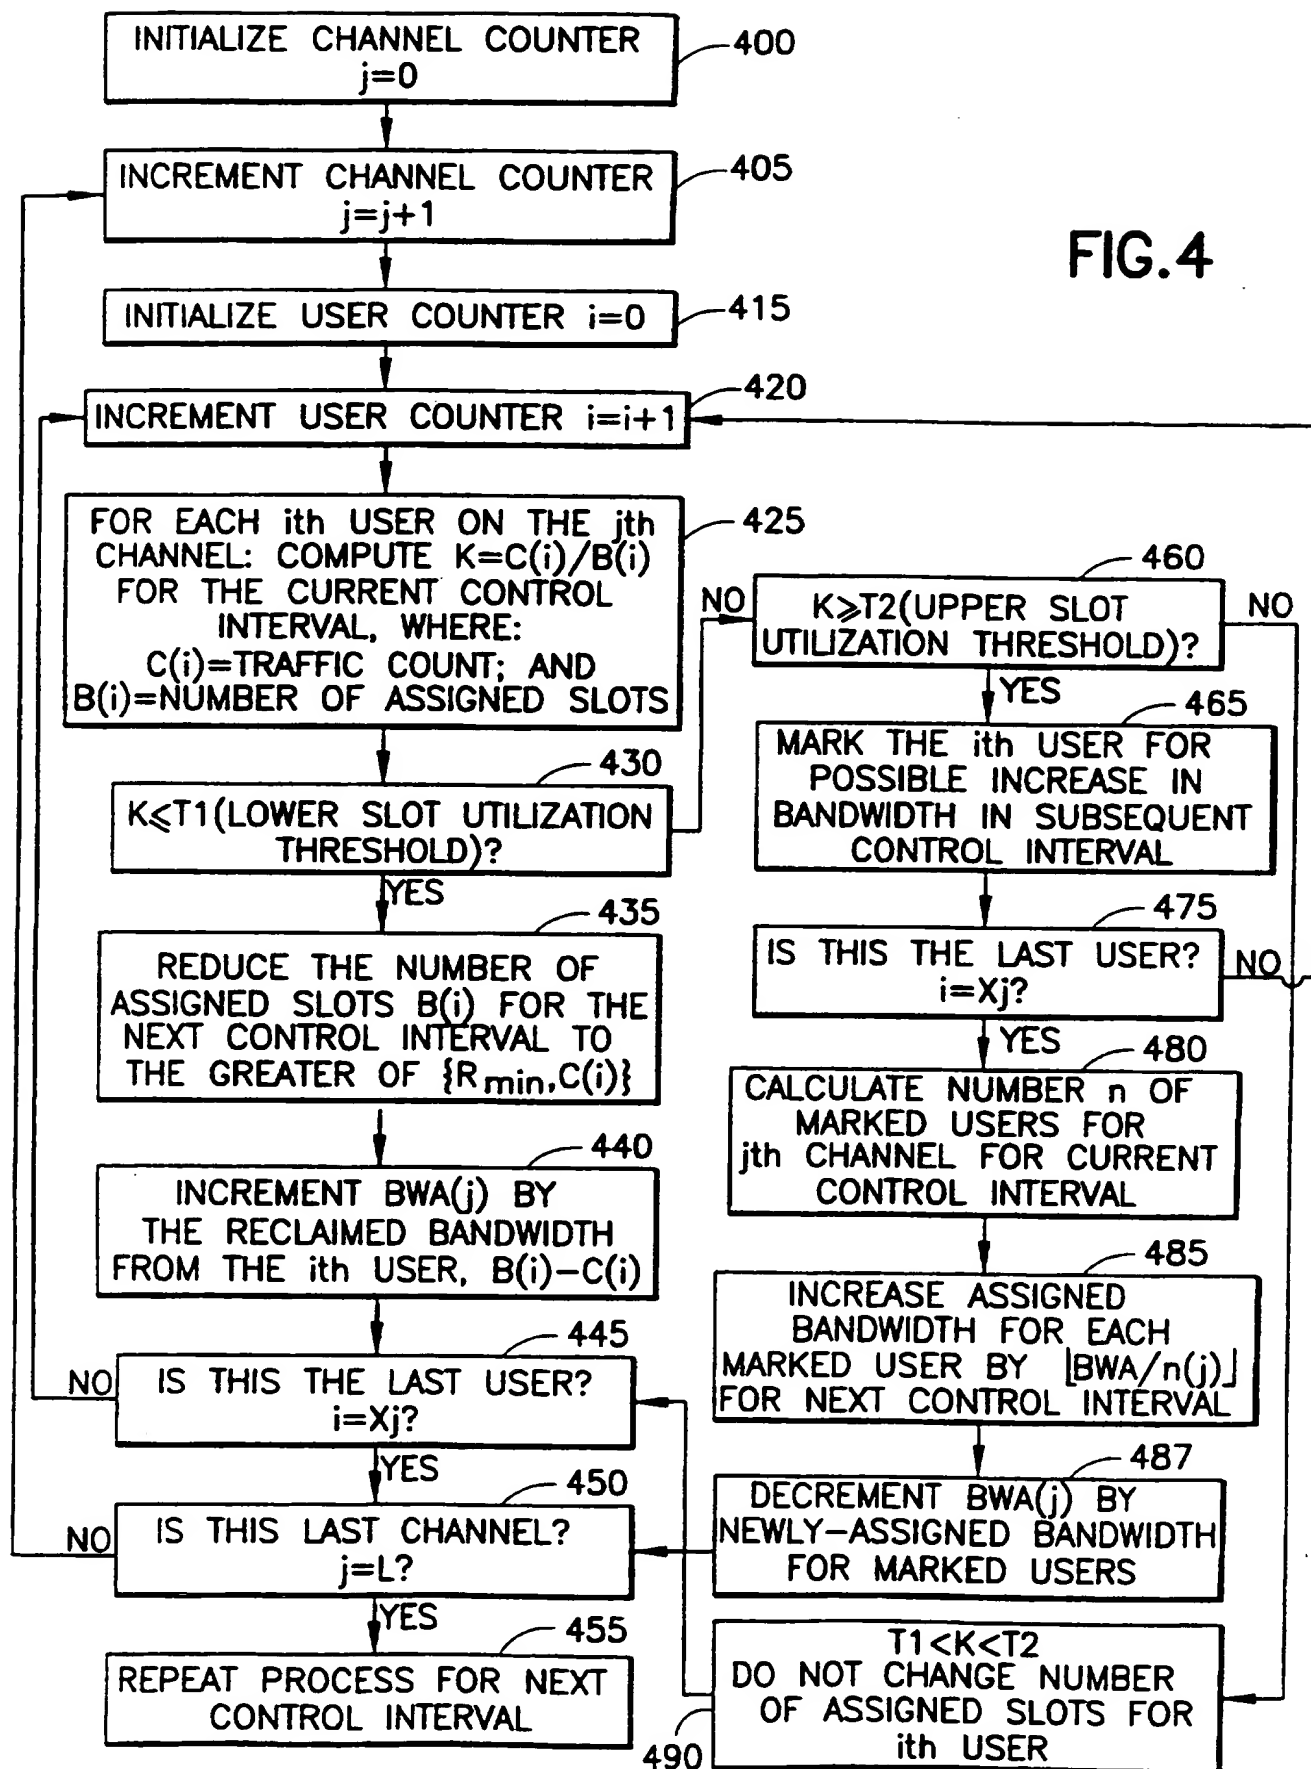 INITIALIZE CHANNEL COUNTER
j=0
400
INCREMENT CHANNEL COUNTER
j=j+1
405
FIG.4
INITIALIZE USER COUNTER i=0
415
INCREMENT USER COUNTER i=i+1
420
FOR EACH ith USER ON THE jth
CHANNEL: COMPUTE K=C(i)/B(i)
FOR THE CURRENT CONTROL
INTERVAL, WHERE:
C(i)=TRAFFIC COUNT; AND
B(i)=NUMBER OF ASSIGNED SLOTS
425
K⩽T1(LOWER SLOT UTILIZATION
THRESHOLD)?
430
NO
YES
REDUCE THE NUMBER OF
ASSIGNED SLOTS B(i) FOR THE
NEXT CONTROL INTERVAL TO
THE GREATER OF {Rmin,C(i)}
435
INCREMENT BWA(j) BY
THE RECLAIMED BANDWIDTH
FROM THE ith USER, B(i)−C(i)
440
IS THIS THE LAST USER?
i=Xj?
445
NO
YES
IS THIS LAST CHANNEL?
j=L?
450
NO
YES
REPEAT PROCESS FOR NEXT
CONTROL INTERVAL
455
K⩾T2(UPPER SLOT
UTILIZATION THRESHOLD)?
460
NO
YES
MARK THE ith USER FOR
POSSIBLE INCREASE IN
BANDWIDTH IN SUBSEQUENT
CONTROL INTERVAL
465
IS THIS THE LAST USER?
i=Xj?
475
NO
YES
CALCULATE NUMBER n OF
MARKED USERS FOR
jth CHANNEL FOR CURRENT
CONTROL INTERVAL
480
INCREASE ASSIGNED
BANDWIDTH FOR EACH
MARKED USER BY ⌊BWA/n(j)⌋
FOR NEXT CONTROL INTERVAL
485
DECREMENT BWA(j) BY
NEWLY−ASSIGNED BANDWIDTH
FOR MARKED USERS
487
T1<K<T2
DO NOT CHANGE NUMBER
OF ASSIGNED SLOTS FOR
ith USER
490